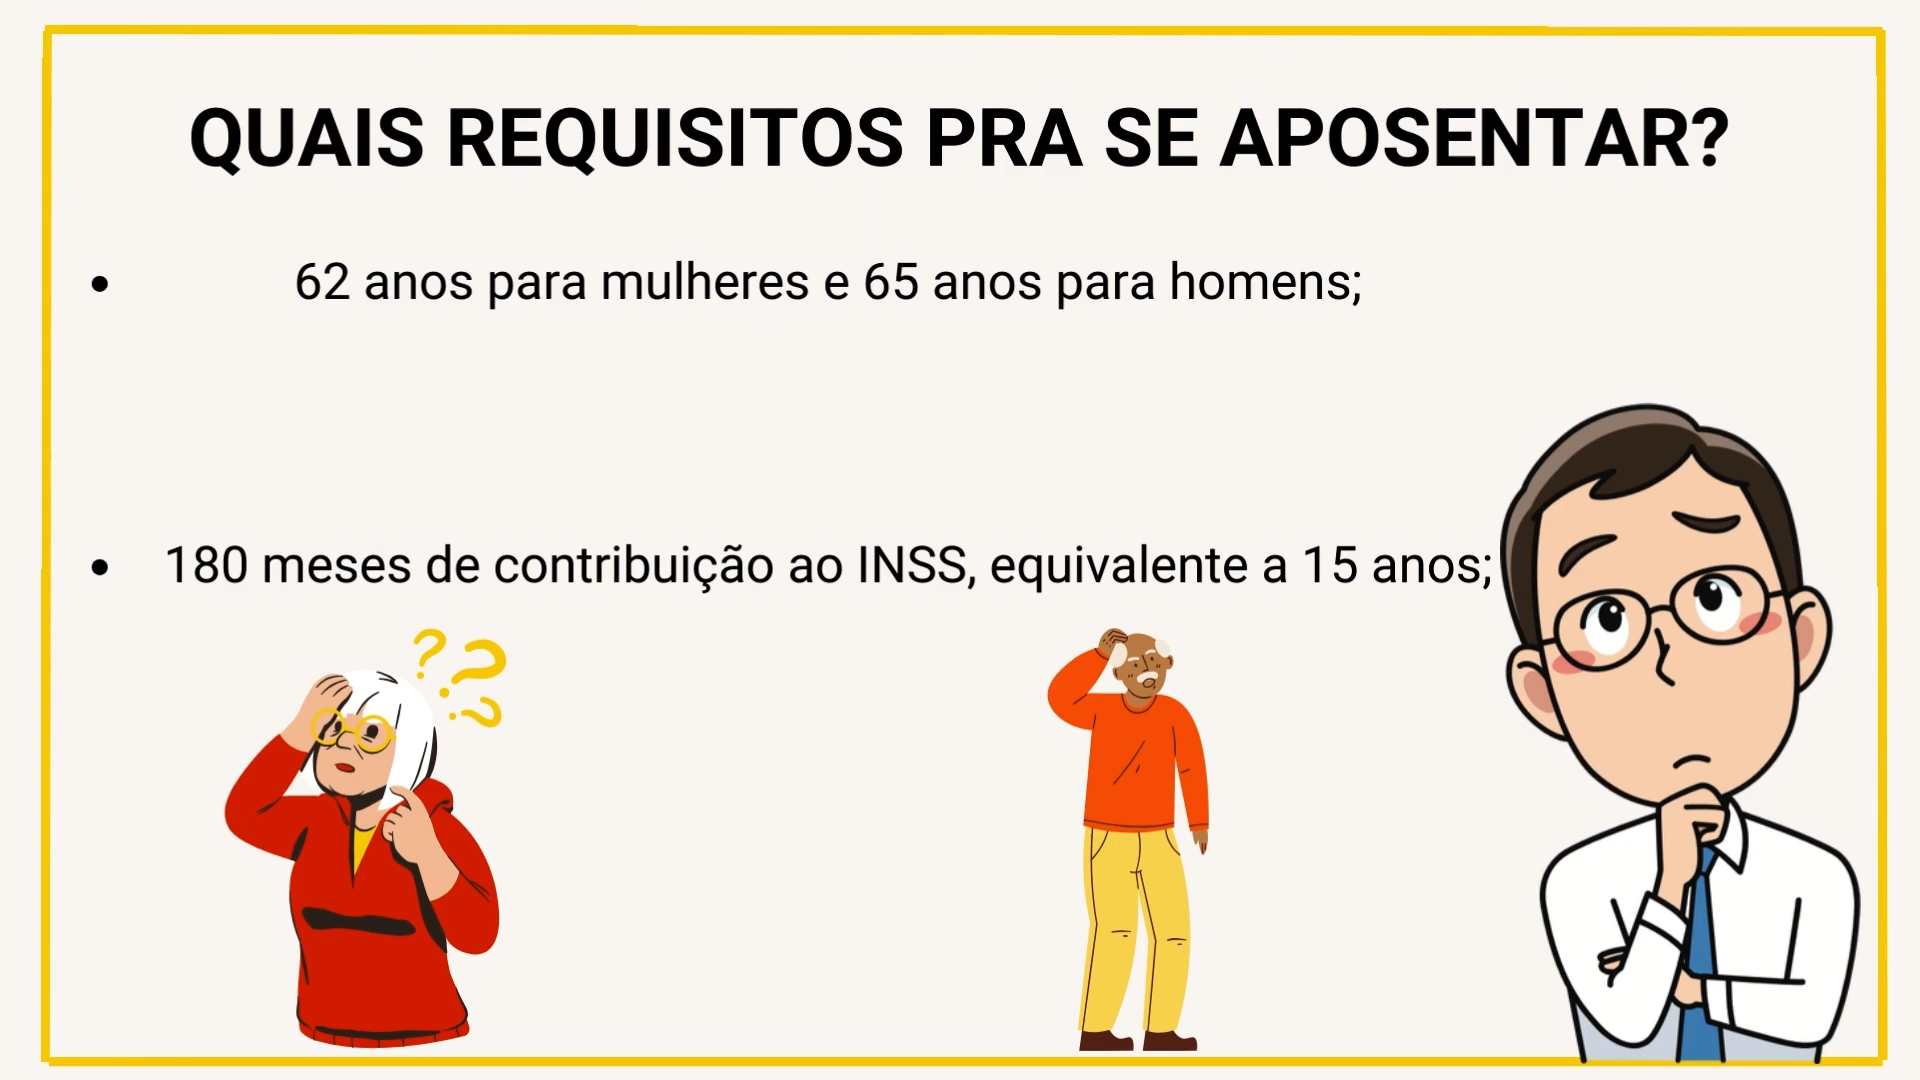 QUAIS REQUISITOS PRA SE APOSENTAR?
• 62 anos para mulheres e 65 anos para homens;
• 180 meses de contribuição ao INSS, equivalente a 15 anos;
? ? ?